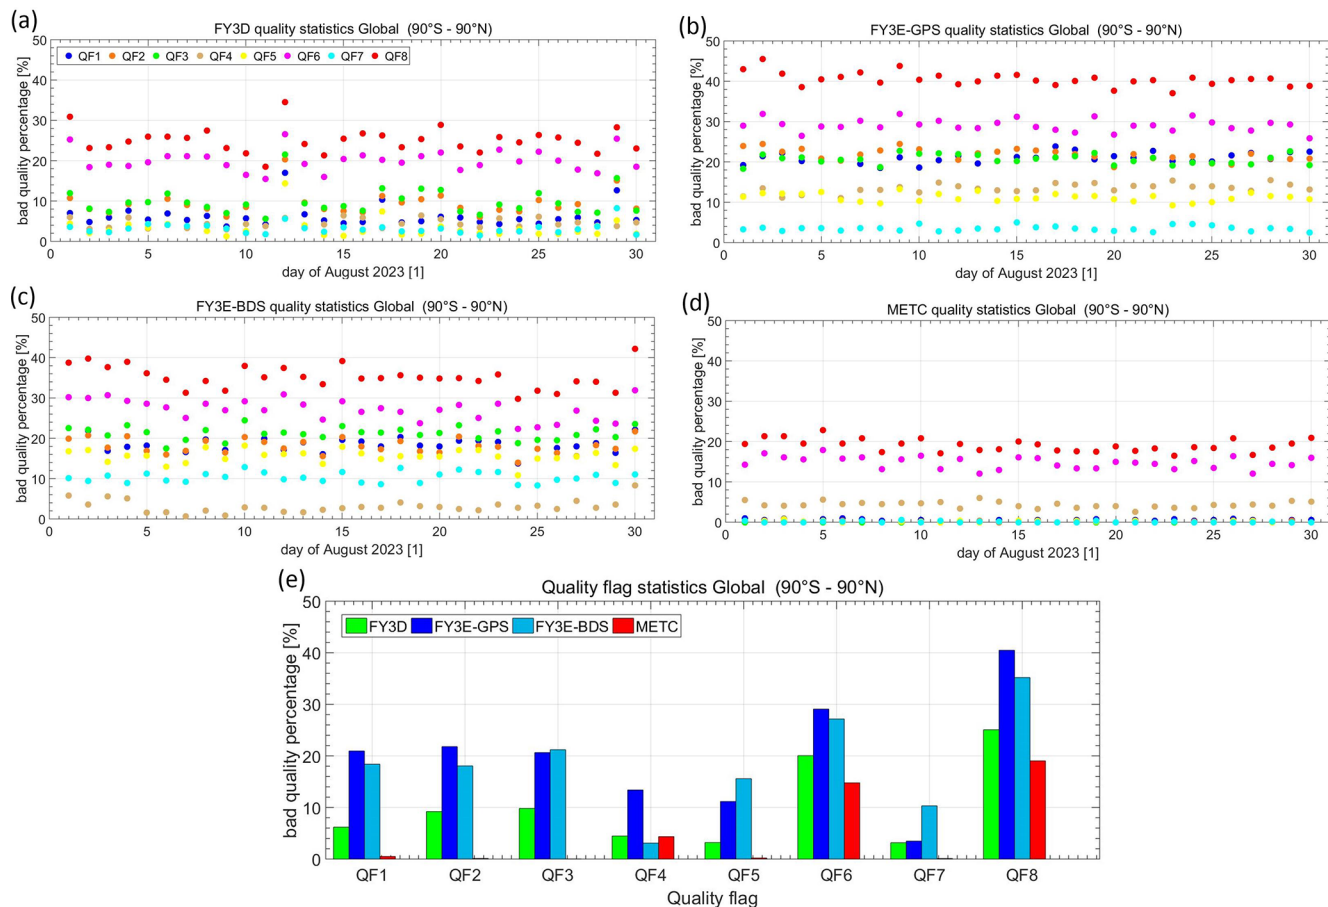 (a)
FY3D quality statistics Global (90°S - 90°N)
QF1 QF2 QF3 QF4 QF5 QF6 QF7 QF8
bad quality percentage [%]
50
40
30
20
10
0
0 5 10 15 20 25 30
day of August 2023 [1]
(b)
FY3E-GPS quality statistics Global (90°S - 90°N)
bad quality percentage [%]
50
40
30
20
10
0
0 5 10 15 20 25 30
day of August 2023 [1]
(c)
FY3E-BDS quality statistics Global (90°S - 90°N)
bad quality percentage [%]
50
40
30
20
10
0
0 5 10 15 20 25 30
day of August 2023 [1]
(d)
METC quality statistics Global (90°S - 90°N)
bad quality percentage [%]
50
40
30
20
10
0
0 5 10 15 20 25 30
day of August 2023 [1]
(e)
Quality flag statistics Global (90°S - 90°N)
FY3D FY3E-GPS FY3E-BDS METC
bad quality percentage [%]
50
40
30
20
10
0
QF1 QF2 QF3 QF4 QF5 QF6 QF7 QF8
Quality flag